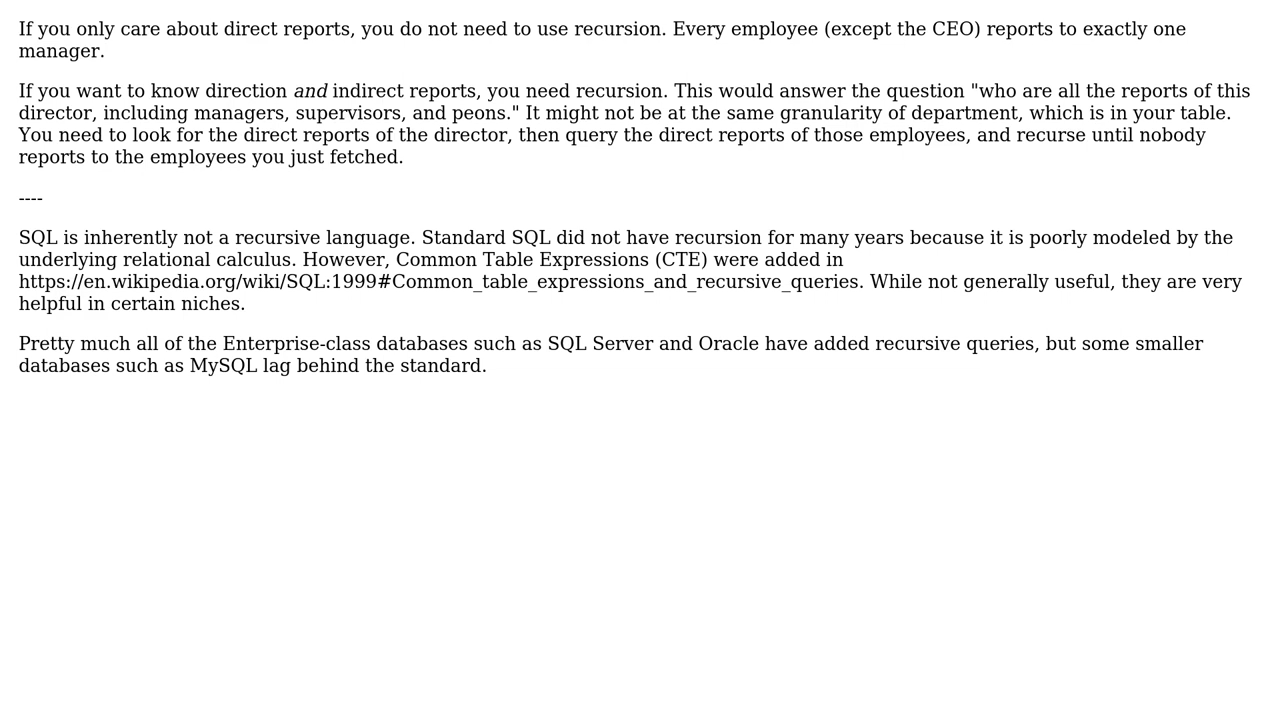 If you only care about direct reports, you do not need to use recursion. Every employee (except the CEO) reports to exactly one
manager.
If you want to know direction and indirect reports, you need recursion. This would answer the question "who are all the reports of this
director, including managers, supervisors, and peons." It might not be at the same granularity of department, which is in your table.
You need to look for the direct reports of the director, then query the direct reports of those employees, and recurse until nobody
reports to the employees you just fetched.
----
SQL is inherently not a recursive language. Standard SQL did not have recursion for many years because it is poorly modeled by the
underlying relational calculus. However, Common Table Expressions (CTE) were added in
https://en.wikipedia.org/wiki/SQL:1999#Common_table_expressions_and_recursive_queries. While not generally useful, they are very
helpful in certain niches.
Pretty much all of the Enterprise-class databases such as SQL Server and Oracle have added recursive queries, but some smaller
databases such as MySQL lag behind the standard.